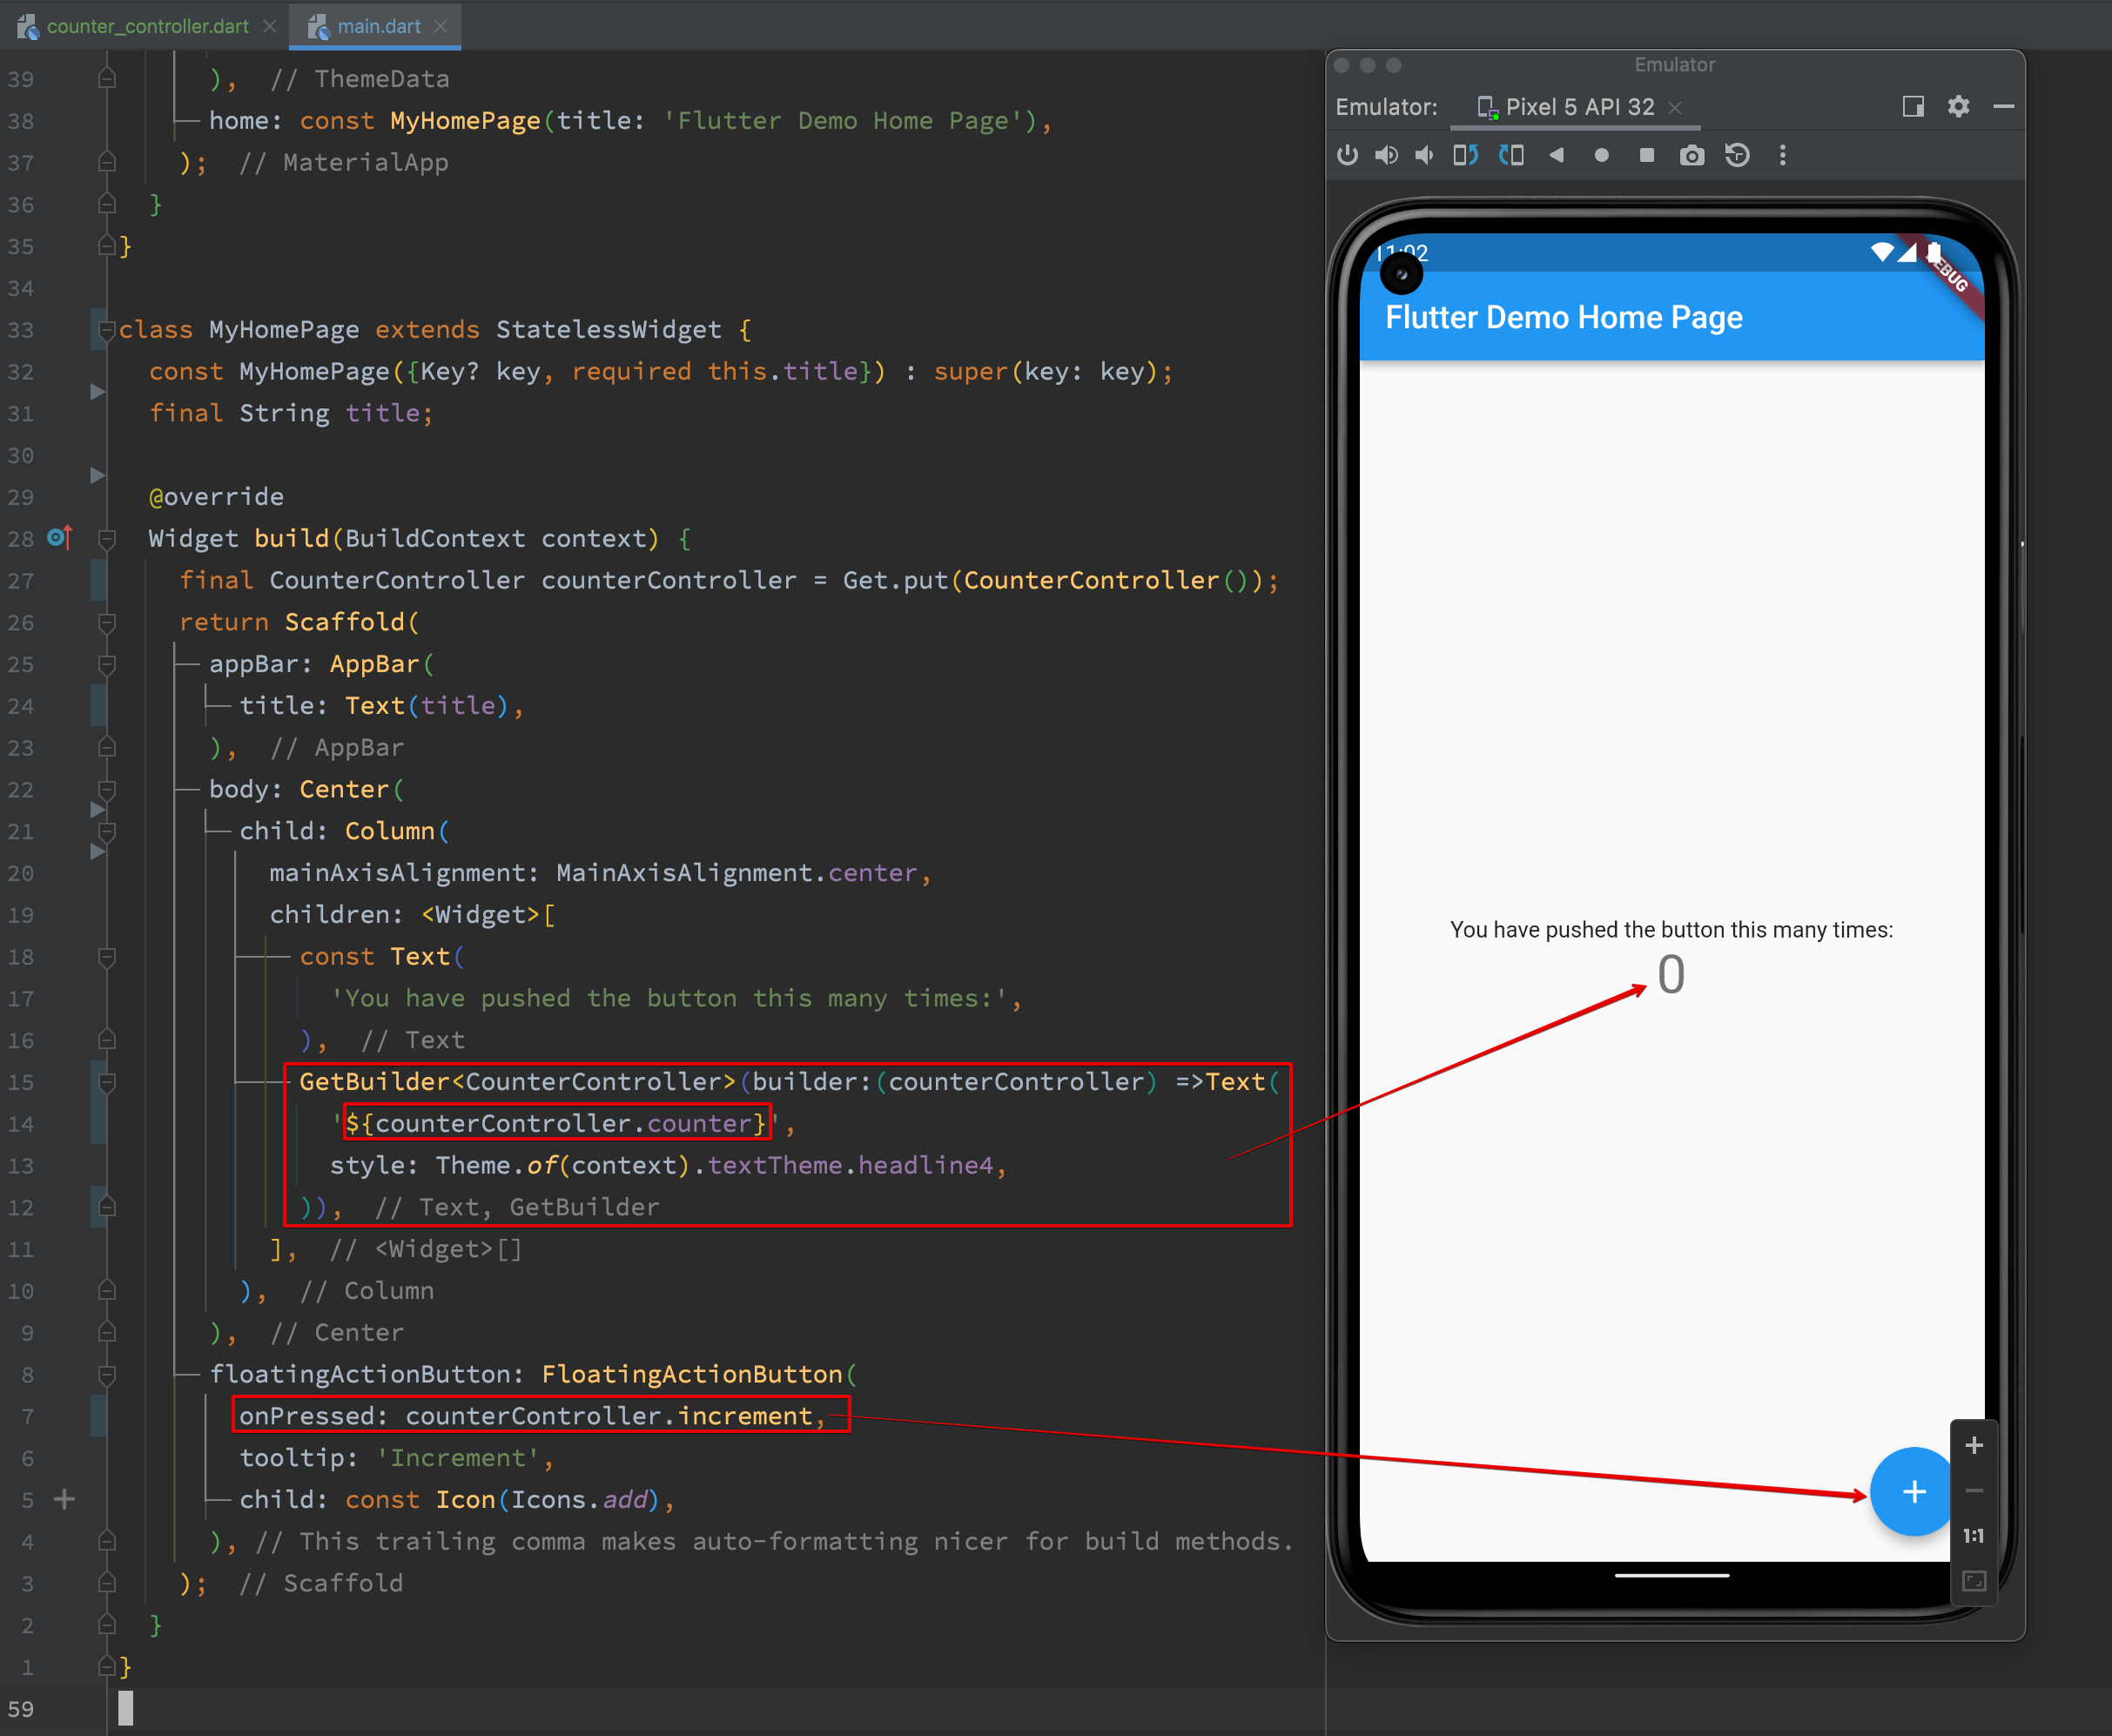 counter_controller.dart
main.dart
39 ), // ThemeData
38 home: const MyHomePage(title: 'Flutter Demo Home Page'),
37 ); // MaterialApp
36 }
35 }
34
33 class MyHomePage extends StatelessWidget {
32 const MyHomePage({Key? key, required this.title}) : super(key: key);
31 final String title;
30
29 @override
28 Widget build(BuildContext context) {
27 final CounterController counterController = Get.put(CounterController());
26 return Scaffold(
25 appBar: AppBar(
24 title: Text(title),
23 ), // AppBar
22 body: Center(
21 child: Column(
20 mainAxisAlignment: MainAxisAlignment.center,
19 children: <Widget>[
18 const Text(
17 'You have pushed the button this many times:',
16 ), // Text
15 GetBuilder<CounterController>(builder:(counterController) =>Text(
14 '${counterController.counter}',
13 style: Theme.of(context).textTheme.headline4,
12 )), // Text, GetBuilder
11 ], // <Widget>[]
10 ), // Column
9 ), // Center
8 floatingActionButton: FloatingActionButton(
7 onPressed: counterController.increment,
6 tooltip: 'Increment',
5 child: const Icon(Icons.add),
4 ), // This trailing comma makes auto-formatting nicer for build methods.
3 ); // Scaffold
2 }
1 }
59
Emulator
Emulator: Pixel 5 API 32
11:02
DEBUG
Flutter Demo Home Page
You have pushed the button this many times:
0
+
+
−
1:1